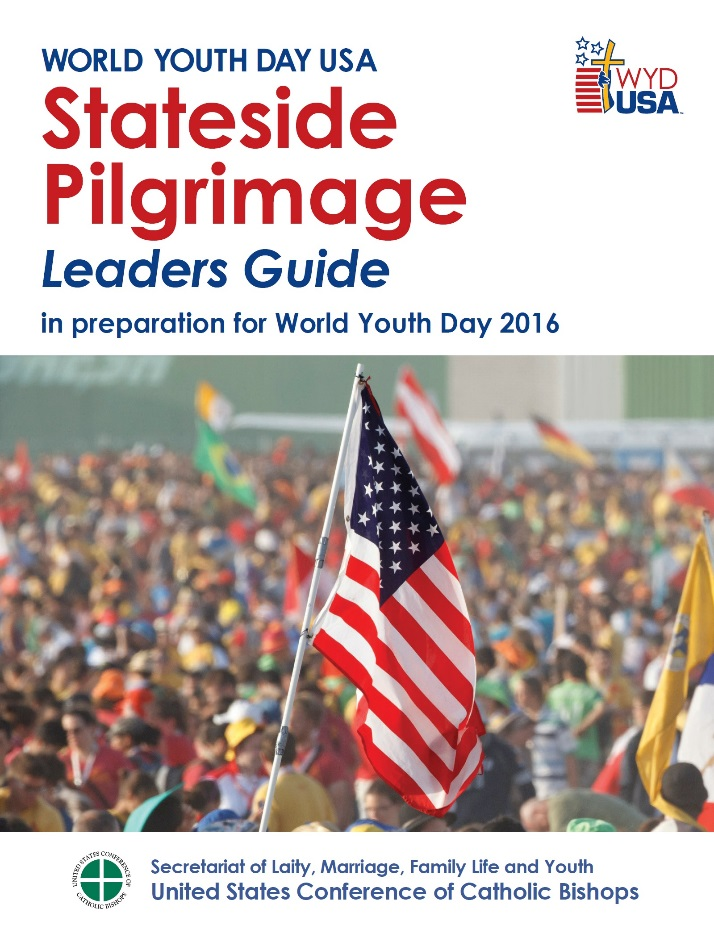 WORLD YOUTH DAY USA
Stateside
Pilgrimage
Leaders Guide
in preparation for World Youth Day 2016
WYD
USA™
UNITED STATES CONFERENCE OF
CATHOLIC BISHOPS
Secretariat of Laity, Marriage, Family Life and Youth
United States Conference of Catholic Bishops